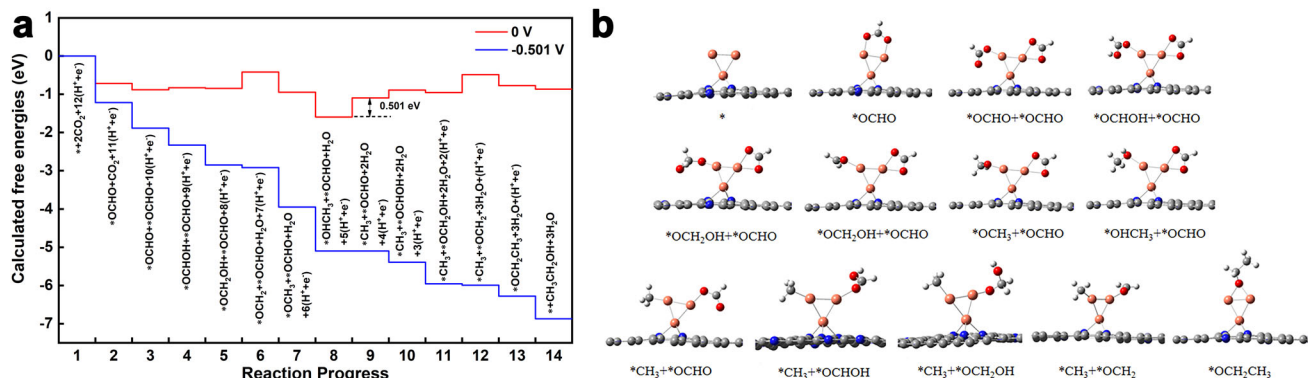 a
0 V
-0.501 V
Calculated free energies (eV)
1
0
-1
-2
-3
-4
-5
-6
-7
0.501 eV
*+2CO₂+12(H⁺+e⁻)
*OCHO+CO₂+11(H⁺+e⁻)
*OCHO+*OCHO+10(H⁺+e⁻)
*OCHOH+*OCHO+9(H⁺+e⁻)
*OCH₂OH+*OCHO+8(H⁺+e⁻)
*OCH₂+*OCHO+H₂O+7(H⁺+e⁻)
*OCH₃+*OCHO+H₂O
+6(H⁺+e⁻)
*OHCH₃+*OCHO+H₂O
+5(H⁺+e⁻)
*CH₃+*OCHO+2H₂O
+4(H⁺+e⁻)
*CH₃+*OCHOH+2H₂O
+3(H⁺+e⁻)
*CH₃+*OCH₂OH+2H₂O+2(H⁺+e⁻)
*CH₃+*OCH₂+3H₂O+(H⁺+e⁻)
*OCH₂CH₃+3H₂O+(H⁺+e⁻)
*+CH₃CH₂OH+3H₂O
1 2 3 4 5 6 7 8 9 10 11 12 13 14
Reaction Progress
b
* *OCHO *OCHO+*OCHO *OCHOH+*OCHO
*OCH₂OH+*OCHO *OCH₂OH+*OCHO *OCH₃+*OCHO *OHCH₃+*OCHO
*CH₃+*OCHO *CH₃+*OCHOH *CH₃+*OCH₂OH *CH₃+*OCH₂ *OCH₂CH₃